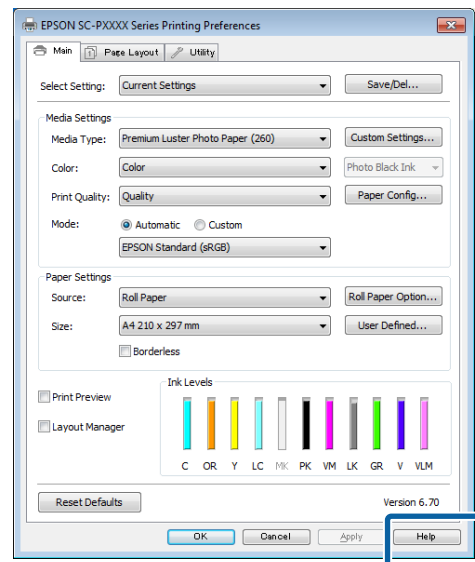 EPSON SC-PXXXX Series Printing Preferences
Main Page Layout Utility
Select Setting: Current Settings Save/Del...
Media Settings
Media Type: Premium Luster Photo Paper (260) Custom Settings...
Color: Color Photo Black Ink
Print Quality: Quality Paper Config...
Mode: Automatic Custom
EPSON Standard (sRGB)
Paper Settings
Source: Roll Paper Roll Paper Option...
Size: A4 210 x 297 mm User Defined...
Borderless
Ink Levels
Print Preview
Layout Manager
C OR Y LC MK PK VM LK GR V VLM
Reset Defaults Version 6.70
OK Cancel Apply Help